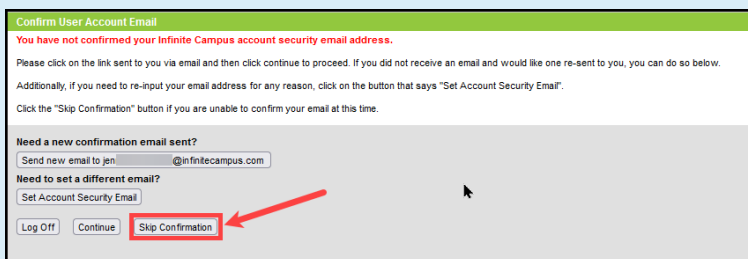 Confirm User Account Email
You have not confirmed your Infinite Campus account security email address.
Please click on the link sent to you via email and then click continue to proceed. If you did not receive an email and would like one re-sent to you, you can do so below.
Additionally, if you need to re-input your email address for any reason, click on the button that says "Set Account Security Email".
Click the "Skip Confirmation" button if you are unable to confirm your email at this time.
Need a new confirmation email sent?
Send new email to jen @infinitecampus.com
Need to set a different email?
Set Account Security Email
Log Off Continue Skip Confirmation